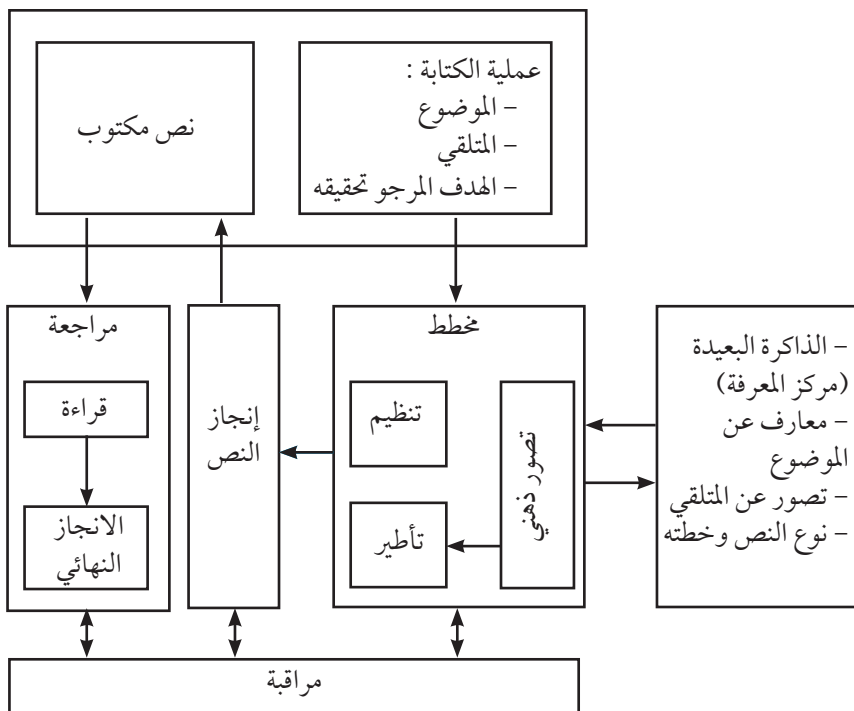 عملية الكتابة :
– الموضوع
– المتلقي
– الهدف المرجو تحقيقه
نص مكتوب
– الذاكرة البعيدة
(مركز المعرفة)
– معارف عن
الموضوع
– تصور عن المتلقي
– نوع النص وخطته
مخطط
تصور ذهني
تنظيم
تأطير
إنجاز
النص
مراجعة
قراءة
الانجاز
النهائي
مراقبة